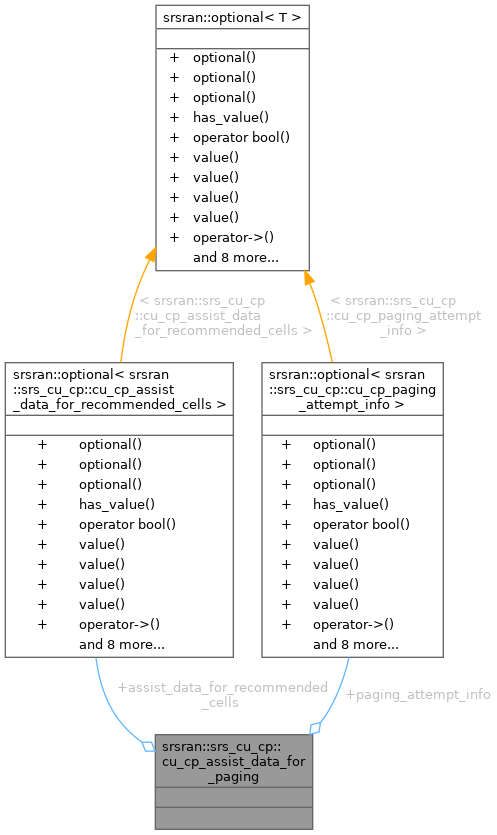 srsran::optional< T >
+ optional()
+ optional()
+ optional()
+ has_value()
+ operator bool()
+ value()
+ value()
+ value()
+ value()
+ operator->()
and 8 more...
< srsran::srs_cu_cp
::cu_cp_assist_data
_for_recommended_cells >
< srsran::srs_cu_cp
::cu_cp_paging_attempt
_info >
srsran::optional< srsran
::srs_cu_cp::cu_cp_assist
_data_for_recommended_cells >
+ optional()
+ optional()
+ optional()
+ has_value()
+ operator bool()
+ value()
+ value()
+ value()
+ value()
+ operator->()
and 8 more...
srsran::optional< srsran
::srs_cu_cp::cu_cp_paging
_attempt_info >
+ optional()
+ optional()
+ optional()
+ has_value()
+ operator bool()
+ value()
+ value()
+ value()
+ value()
+ operator->()
and 8 more...
+assist_data_for_recommended
_cells
+paging_attempt_info
srsran::srs_cu_cp::
cu_cp_assist_data_for
_paging